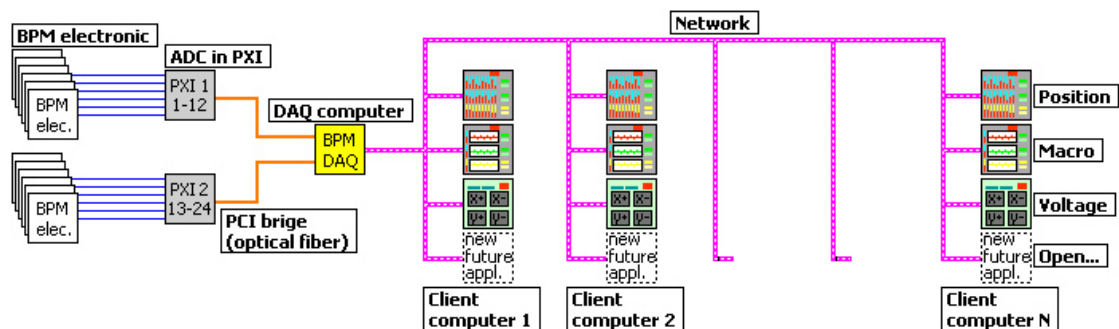 BPM electronic
ADC in PXI
BPM
elec.
PXI 1
1-12
DAQ computer
BPM
DAQ
BPM
elec.
PXI 2
13-24
PCI brige
(optical fiber)
Network
X+ X-
Y+ Y-
new
future
appl.
Client
computer 1
X+ X-
Y+ Y-
new
future
appl.
Client
computer 2
X+ X-
Y+ Y-
new
future
appl.
Client
computer N
Position
Macro
Voltage
Open...